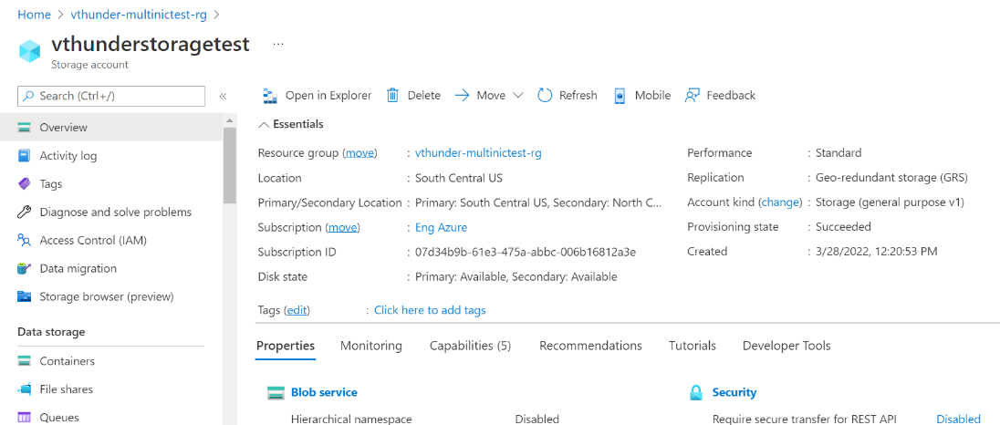 Home > vthunder-multinictest-rg >
vthunderstoragetest ...
Storage account
Search (Ctrl+/) «
Open in Explorer Delete Move Refresh Mobile Feedback
Essentials
Resource group (move) : vthunder-multinictest-rg
Location : South Central US
Primary/Secondary Location : Primary: South Central US, Secondary: North C...
Subscription (move) : Eng Azure
Subscription ID : 07d34b9b-61e3-475a-abbc-006b16812a3e
Disk state : Primary: Available, Secondary: Available
Performance : Standard
Replication : Geo-redundant storage (GRS)
Account kind (change) : Storage (general purpose v1)
Provisioning state : Succeeded
Created : 3/28/2022, 12:20:53 PM
Tags (edit) : Click here to add tags
Overview
Activity log
Tags
Diagnose and solve problems
Access Control (IAM)
Data migration
Storage browser (preview)
Data storage
Containers
File shares
Queues
Properties Monitoring Capabilities (5) Recommendations Tutorials Developer Tools
Blob service
Hierarchical namespace Disabled
Security
Require secure transfer for REST API Disabled